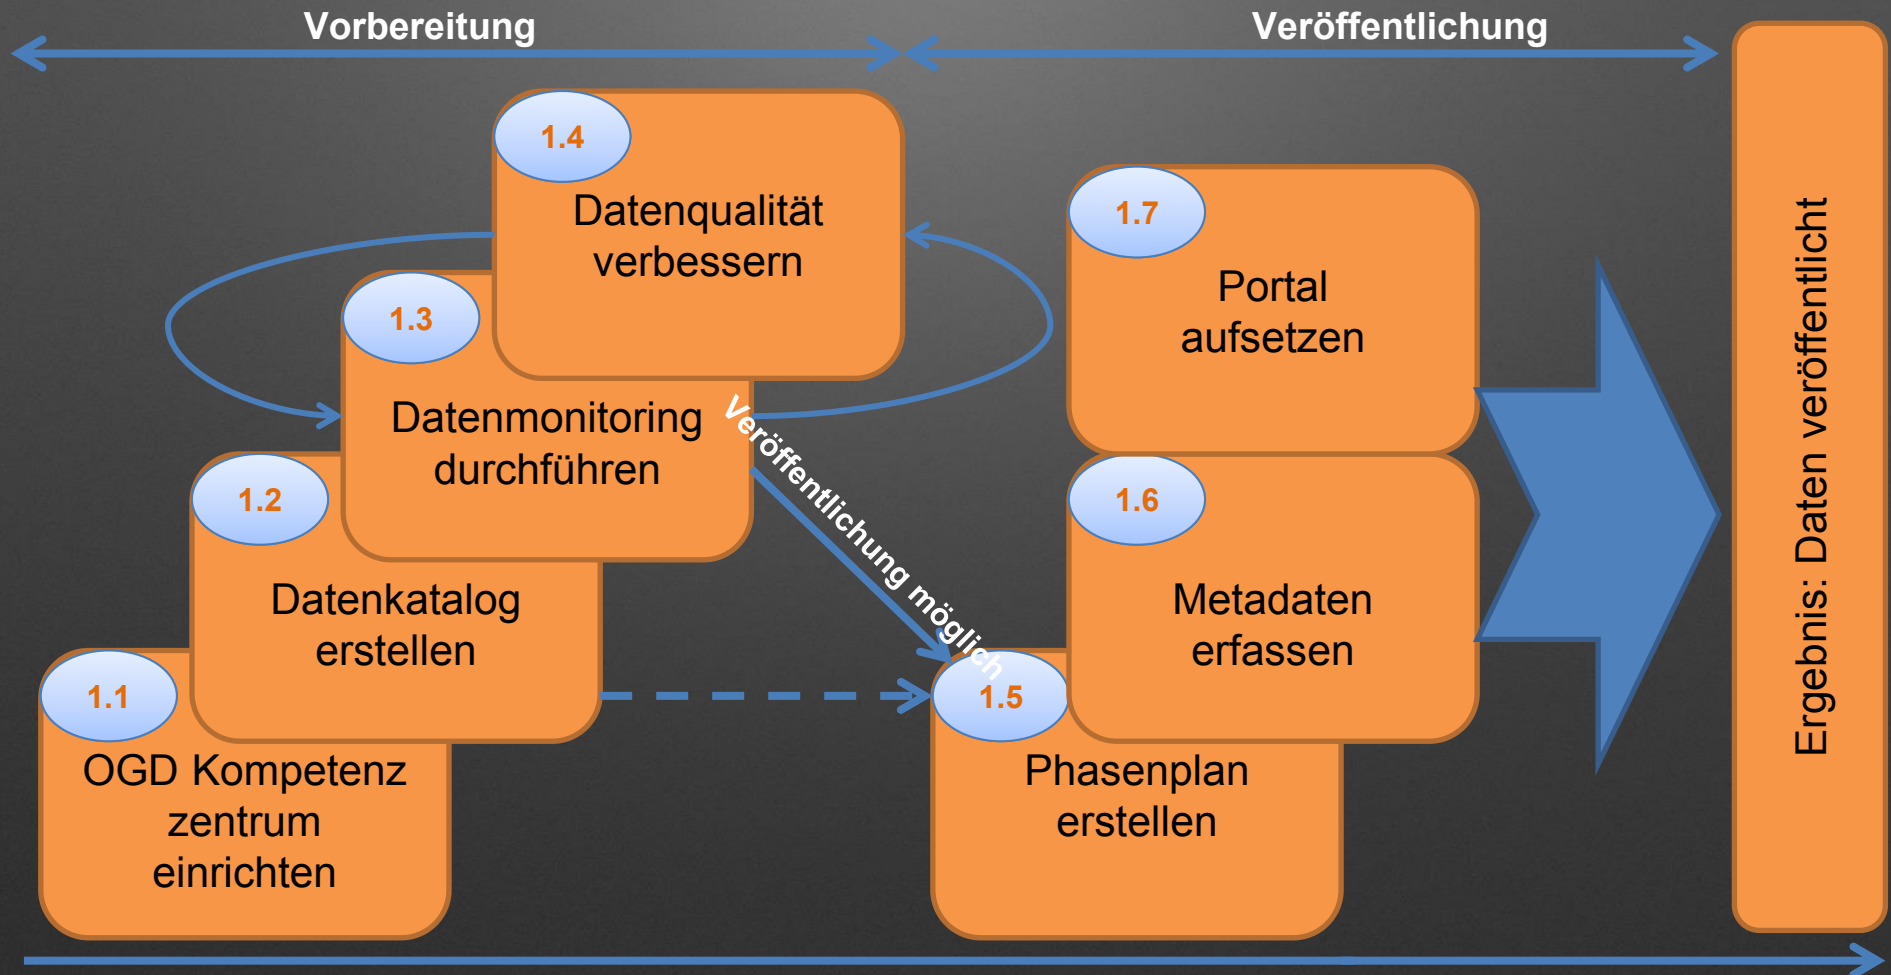 Vorbereitung
Veröffentlichung
1.4
Datenqualität
verbessern
1.3
Datenmonitoring
durchführen
1.2
Datenkatalog
erstellen
1.1
OGD Kompetenz
zentrum
einrichten
Veröffentlichung möglich
1.7
Portal
aufsetzen
1.6
Metadaten
erfassen
1.5
Phasenplan
erstellen
Ergebnis: Daten veröffentlicht